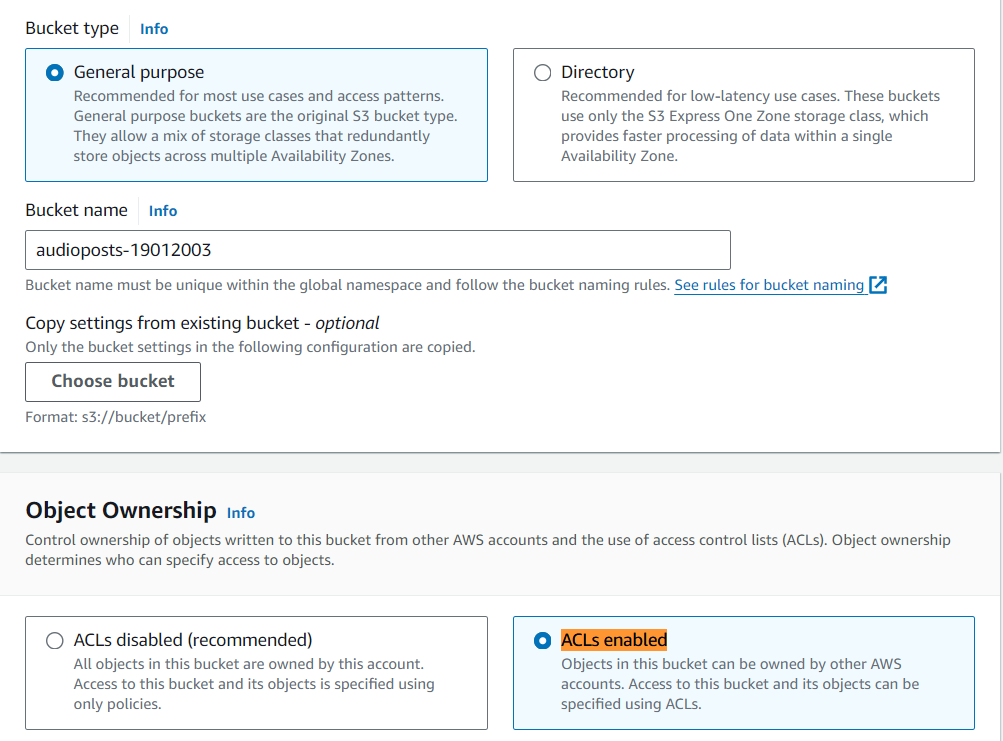 Bucket type Info
General purpose
Recommended for most use cases and access patterns.
General purpose buckets are the original S3 bucket type.
They allow a mix of storage classes that redundantly
store objects across multiple Availability Zones.
Directory
Recommended for low-latency use cases. These buckets
use only the S3 Express One Zone storage class, which
provides faster processing of data within a single
Availability Zone.
Bucket name Info
audioposts-19012003
Bucket name must be unique within the global namespace and follow the bucket naming rules. See rules for bucket naming
Copy settings from existing bucket - optional
Only the bucket settings in the following configuration are copied.
Choose bucket
Format: s3://bucket/prefix
Object Ownership Info
Control ownership of objects written to this bucket from other AWS accounts and the use of access control lists (ACLs). Object ownership
determines who can specify access to objects.
ACLs disabled (recommended)
All objects in this bucket are owned by this account.
Access to this bucket and its objects is specified using
only policies.
ACLs enabled
Objects in this bucket can be owned by other AWS
accounts. Access to this bucket and its objects can be
specified using ACLs.